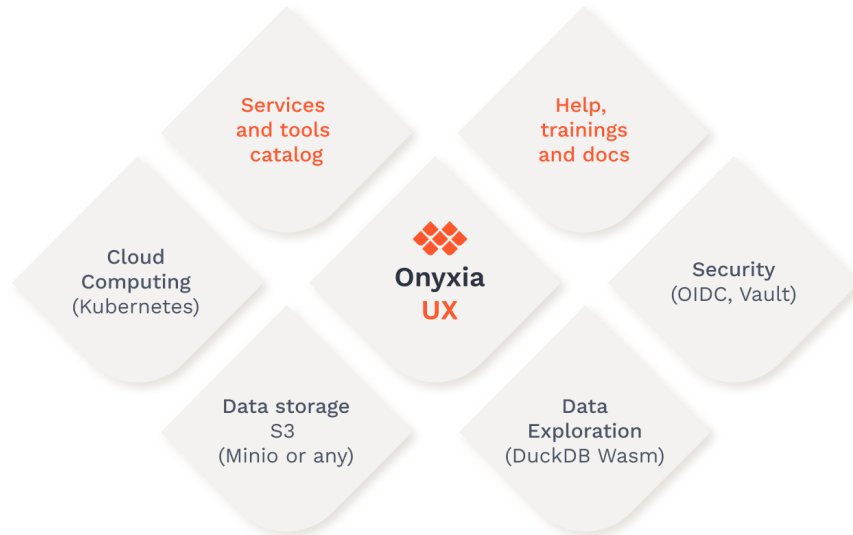 Services
and tools
catalog
Help,
trainings
and docs
Cloud
Computing
(Kubernetes)
Onyxia
UX
Security
(OIDC, Vault)
Data storage
S3
(Minio or any)
Data
Exploration
(DuckDB Wasm)